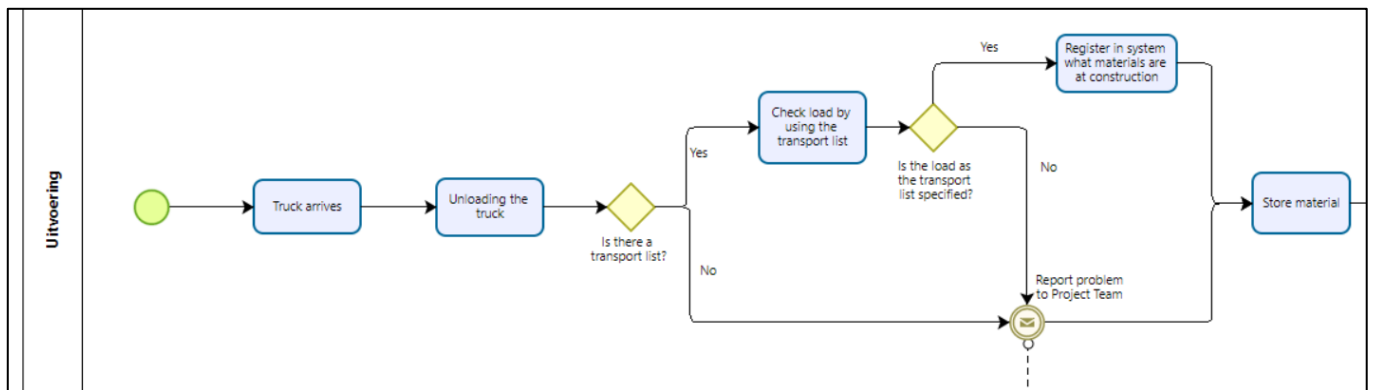 Uitvoering
Truck arrives
Unloading the
truck
Is there a
transport list?
Yes
No
Check load by
using the
transport list
Is the load as
the transport
list specified?
Yes
No
Register in system
what materials are
at construction
Report problem
to Project Team
Store material